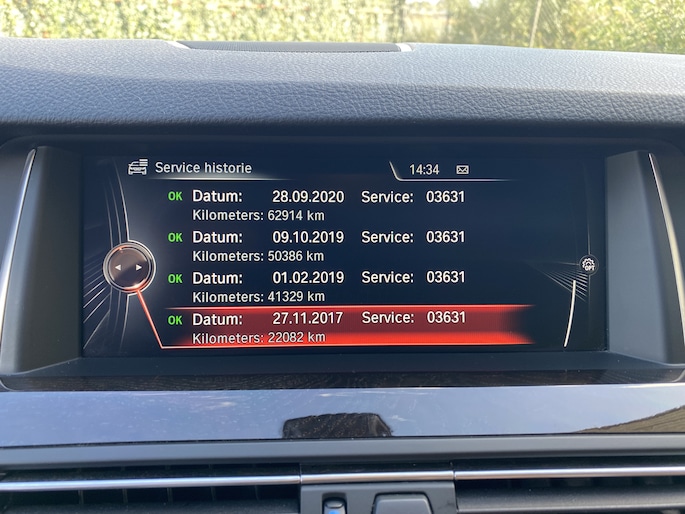 Service historie 14:34
OK Datum: 28.09.2020 Service: 03631
Kilometers: 62914 km
OK Datum: 09.10.2019 Service: 03631
Kilometers: 50386 km
OK Datum: 01.02.2019 Service: 03631
Kilometers: 41329 km
OK Datum: 27.11.2017 Service: 03631
Kilometers: 22082 km
OPT